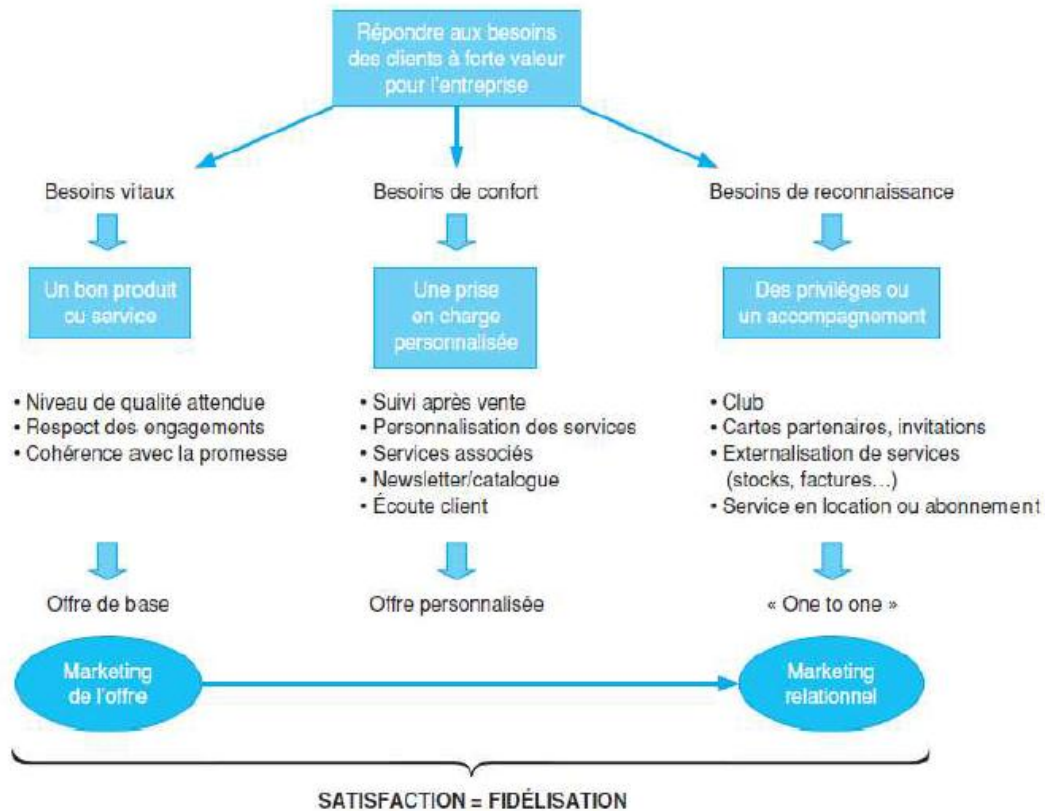 Répondre aux besoins
des clients à forte valeur
pour l'entreprise
Besoins vitaux
Besoins de confort
Besoins de reconnaissance
Un bon produit
ou service
Une prise
en charge
personnalisée
Des privilèges ou
un accompagnement
• Niveau de qualité attendue
• Respect des engagements
• Cohérence avec la promesse
• Suivi après vente
• Personnalisation des services
• Services associés
• Newsletter/catalogue
• Écoute client
• Club
• Cartes partenaires, invitations
• Externalisation de services
(stocks, factures...)
• Service en location ou abonnement
Offre de base
Offre personnalisée
« One to one »
Marketing
de l'offre
Marketing
relationnel
SATISFACTION = FIDÉLISATION